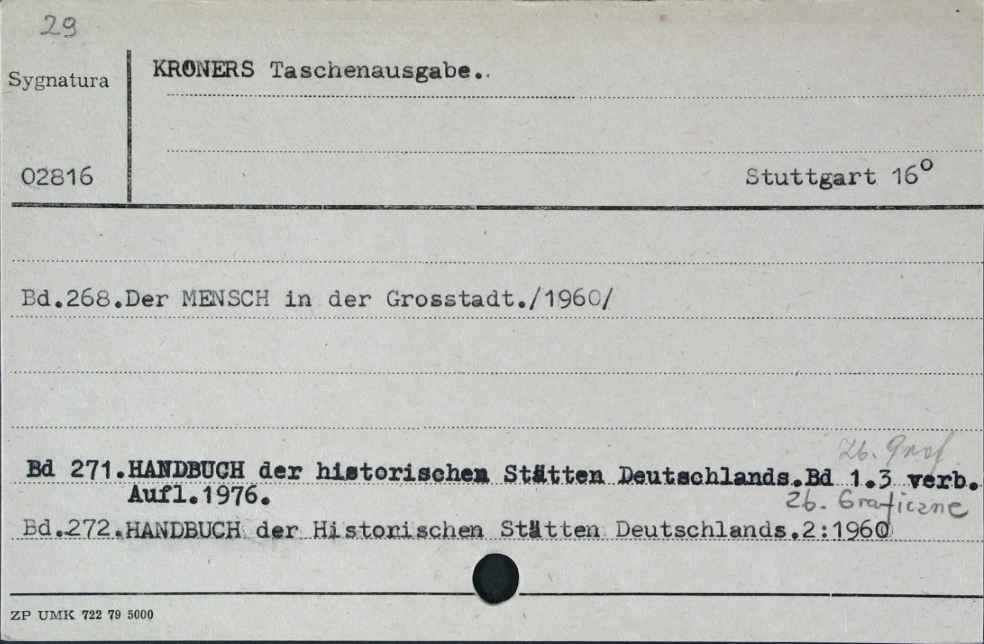 29
KRONERS Taschenausgabe.
Sygnatura
02816
Stuttgart 16°
Bd.268.Der MENSCH in der Grosstadt./1960/
Zb. Graf.
Bd 271.HANDBUCH der historischen Stätten Deutschlands.Bd 1.3 verb.
Aufl.1976.
Zb. Graficzne
Bd.272.HANDBUCH der Historischen Stätten Deutschlands.2:1960
ZP UMK 722 79 5000